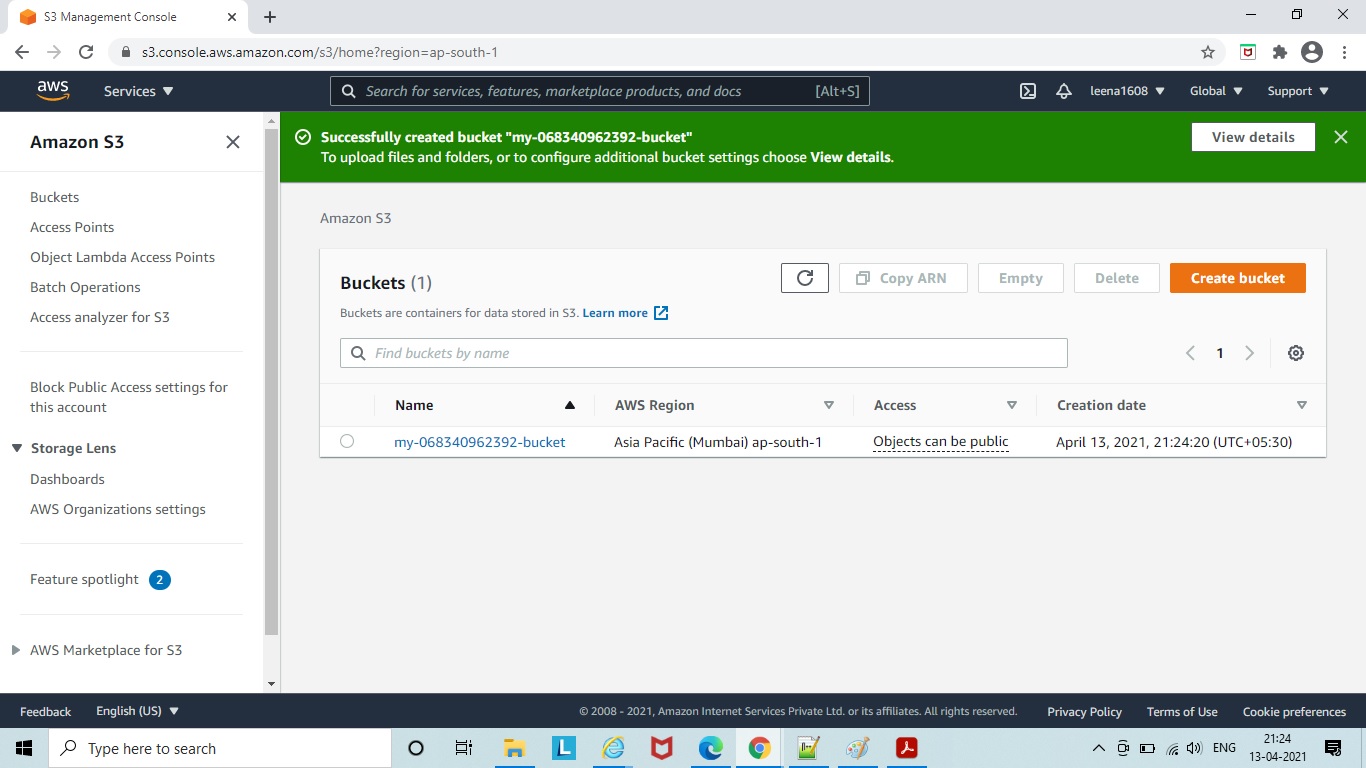 S3 Management Console
s3.console.aws.amazon.com/s3/home?region=ap-south-1
aws
Services
Search for services, features, marketplace products, and docs [Alt+S]
leena1608
Global
Support
Amazon S3
Buckets
Access Points
Object Lambda Access Points
Batch Operations
Access analyzer for S3
Block Public Access settings for
this account
Storage Lens
Dashboards
AWS Organizations settings
Feature spotlight 2
AWS Marketplace for S3
Successfully created bucket "my-068340962392-bucket"
To upload files and folders, or to configure additional bucket settings choose View details.
View details
Amazon S3
Buckets (1)
Copy ARN
Empty
Delete
Create bucket
Buckets are containers for data stored in S3. Learn more
Find buckets by name
1
Name AWS Region Access Creation date
my-068340962392-bucket Asia Pacific (Mumbai) ap-south-1 Objects can be public April 13, 2021, 21:24:20 (UTC+05:30)
Feedback English (US) © 2008 - 2021, Amazon Internet Services Private Ltd. or its affiliates. All rights reserved. Privacy Policy Terms of Use Cookie preferences
Type here to search
L
ENG
21:24
13-04-2021